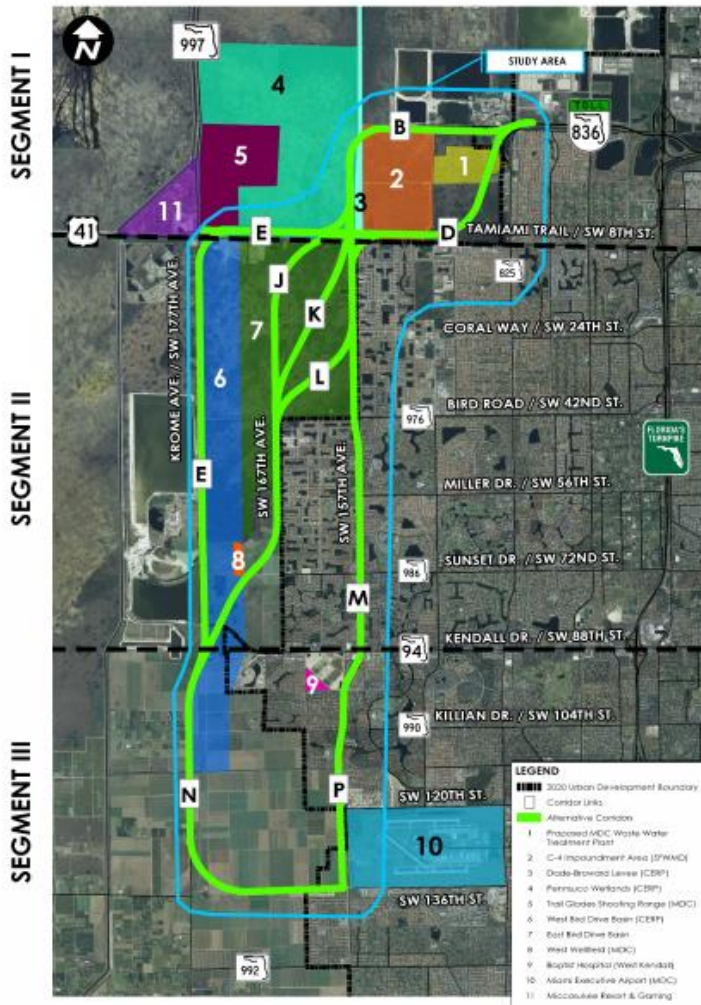 SEGMENT I
SEGMENT II
SEGMENT III
N
997
4
STUDY AREA
TOLL
836
B
5
1
2
11
3
41
E
D
TAMIAMI TRAIL / SW 8TH ST.
J
825
K
CORAL WAY / SW 24TH ST.
7
KROME AVE. / SW 177TH AVE.
6
L
BIRD ROAD / SW 42ND ST.
976
FLORIDA'S
TURNPIKE
SW 167TH AVE.
SW 157TH AVE.
E
MILLER DR. / SW 56TH ST.
8
SUNSET DR. / SW 72ND ST.
986
M
KENDALL DR. / SW 88TH ST.
94
9
KILLIAN DR. / SW 104TH ST.
990
N
P
SW 120TH ST.
10
SW 136TH ST.
992
LEGEND
2020 Urban Development Boundary
Corridor Links
Alternative Corridors
1 Proposed MDC Waste Water
Treatment Plant
2 C-4 Impoundment Area (SFWMD)
3 Dade-Broward Levee (CERP)
4 Pennsuco Wetlands (CERP)
5 Trail Glades Shooting Range (MDC)
6 West Bird Drive Basin (CERP)
7 East Bird Drive Basin
8 West Wellfield (MDC)
9 Baptist Hospital (West Kendall)
10 Miami Executive Airport (MDC)
11 Miccosukee Resort & Gaming